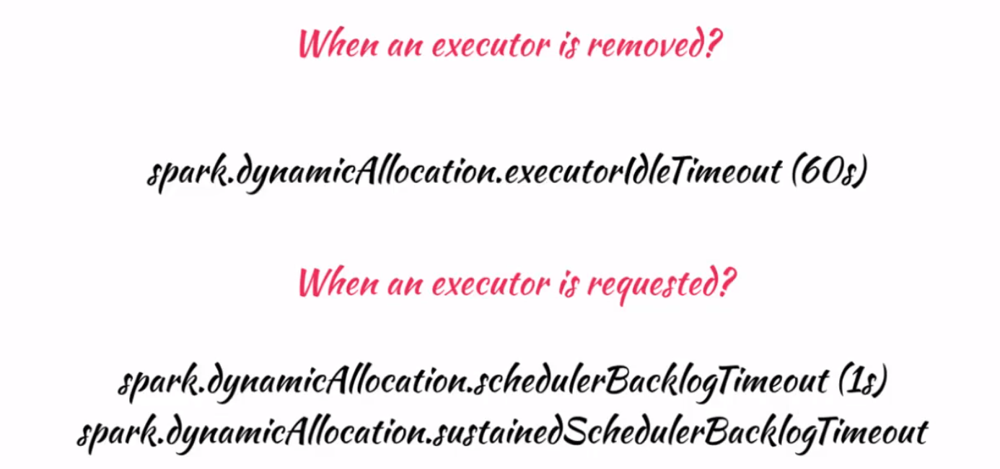 When an executor is removed?
spark.dynamicAllocation.executorIdleTimeout (60s)
When an executor is requested?
spark.dynamicAllocation.schedulerBacklogTimeout (1s)
spark.dynamicAllocation.sustainedSchedulerBacklogTimeout